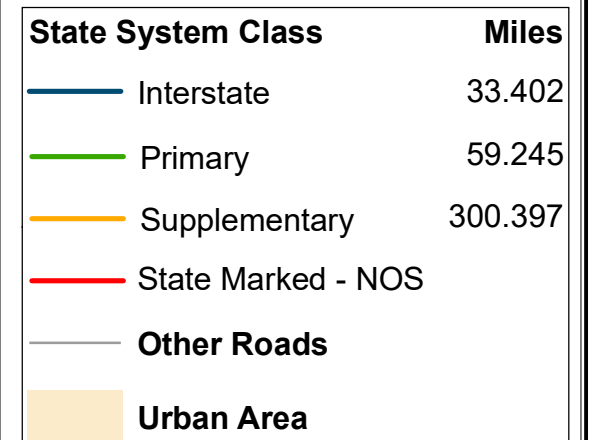 State System Class Miles
Interstate 33.402
Primary 59.245
Supplementary 300.397
State Marked - NOS
Other Roads
Urban Area